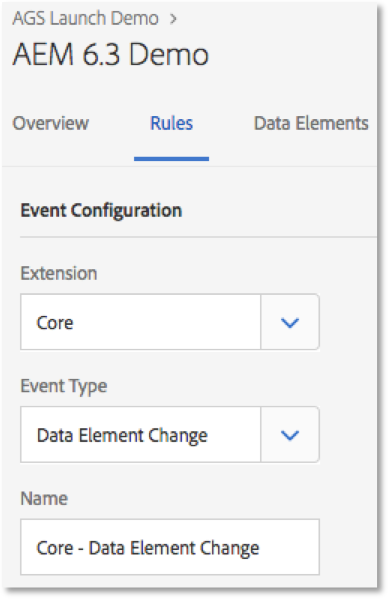 AGS Launch Demo >
AEM 6.3 Demo
Overview Rules Data Elements
Event Configuration
Extension
Core
Event Type
Data Element Change
Name
Core - Data Element Change